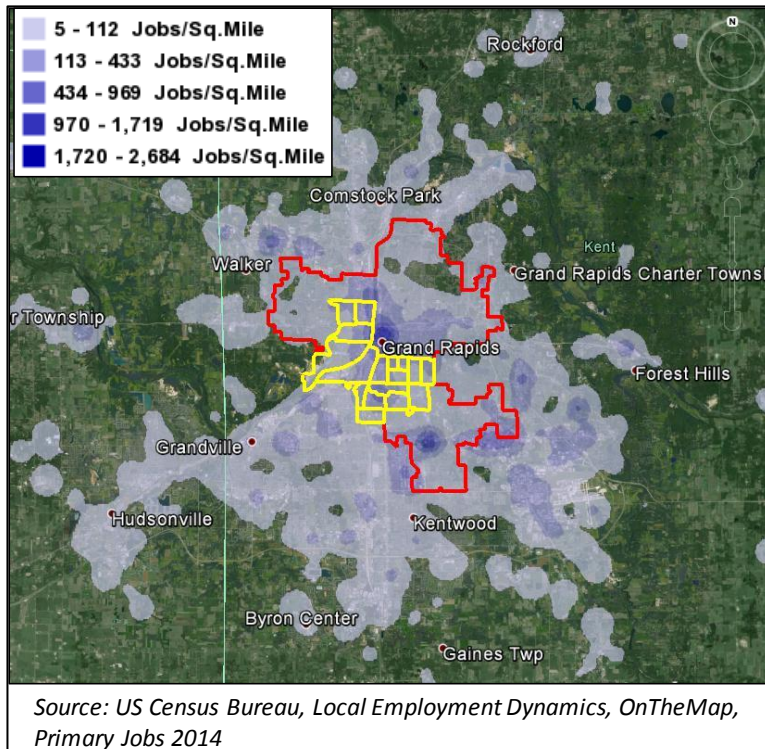 5 - 112 Jobs/Sq.Mile
113 - 433 Jobs/Sq.Mile
434 - 969 Jobs/Sq.Mile
970 - 1,719 Jobs/Sq.Mile
1,720 - 2,684 Jobs/Sq.Mile
N
Rockford
Comstock Park
Kent
Walker
Grand Rapids Charter Townsh
r Township
Grand Rapids
Forest Hills
Grandville
Hudsonville
Kentwood
Byron Center
Gaines Twp
Source: US Census Bureau, Local Employment Dynamics, OnTheMap,
Primary Jobs 2014